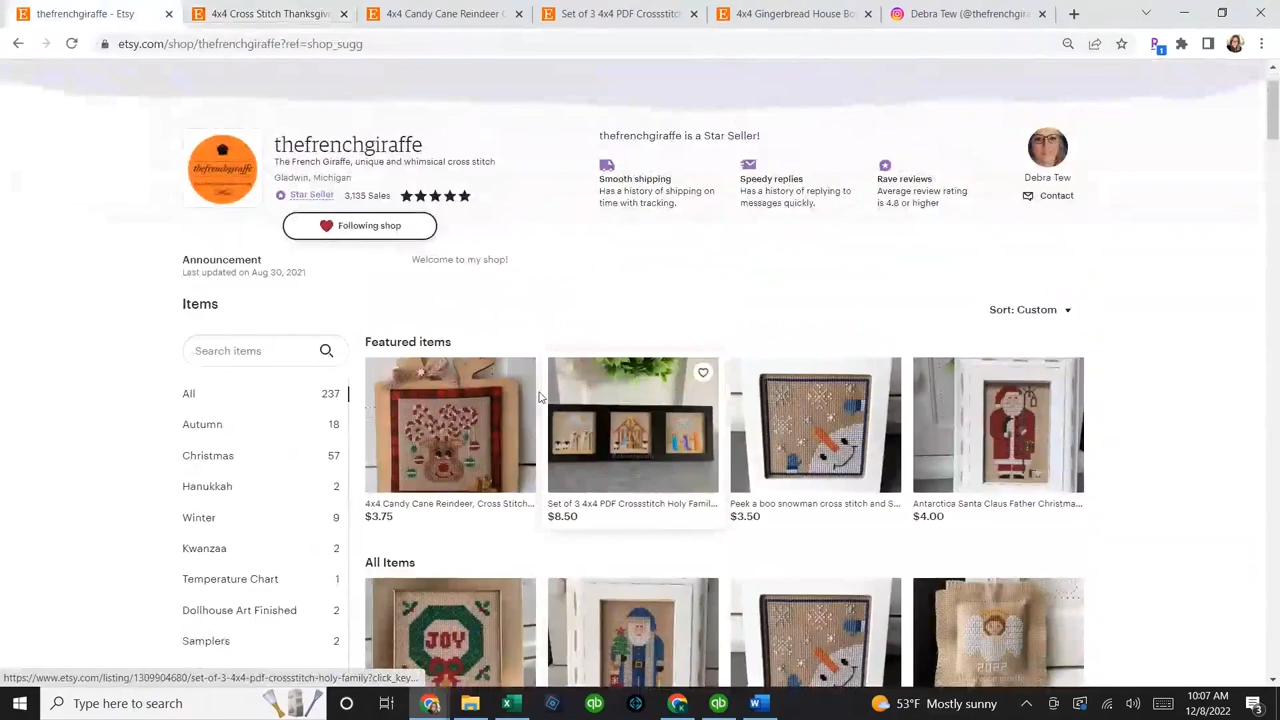 thefrenchgiraffe - Etsy
4x4 Cross Stitch Thanksgiv
4x4 Candy Cane Reindeer C
Set of 3 4x4 PDF Crossstitch
4x4 Gingerbread House Bo
Debra Tew (@thefrenchgira
etsy.com/shop/thefrenchgiraffe?ref=shop_sugg
1
thefrenchgiraffe
thefrenchgiraffe
The French Giraffe, unique and whimsical cross stitch
Gladwin, Michigan
Star Seller
3,135 Sales
Following shop
thefrenchgiraffe is a Star Seller!
Smooth shipping
Has a history of shipping on
time with tracking.
Speedy replies
Has a history of replying to
messages quickly.
Rave reviews
Average review rating
is 4.8 or higher
Debra Tew
Contact
Announcement
Last updated on Aug 30, 2021
Welcome to my shop!
Items
Sort: Custom
Search items
All 237
Autumn 18
Christmas 57
Hanukkah 2
Winter 9
Kwanzaa 2
Temperature Chart 1
Dollhouse Art Finished 2
Samplers 2
Featured items
4x4 Candy Cane Reindeer, Cross Stitch...
$3.75
Set of 3 4x4 PDF Crossstitch Holy Famil...
$8.50
Peek a boo snowman cross stitch and S...
$3.50
Antarctica Santa Claus Father Christma...
$4.00
All Items
JOY
2022
https://www.etsy.com/listing/1309904680/set-of-3-4x4-pdf-crossstitch-holy-family?click_key...
Type here to search
53°F Mostly sunny
10:07 AM
12/8/2022
3